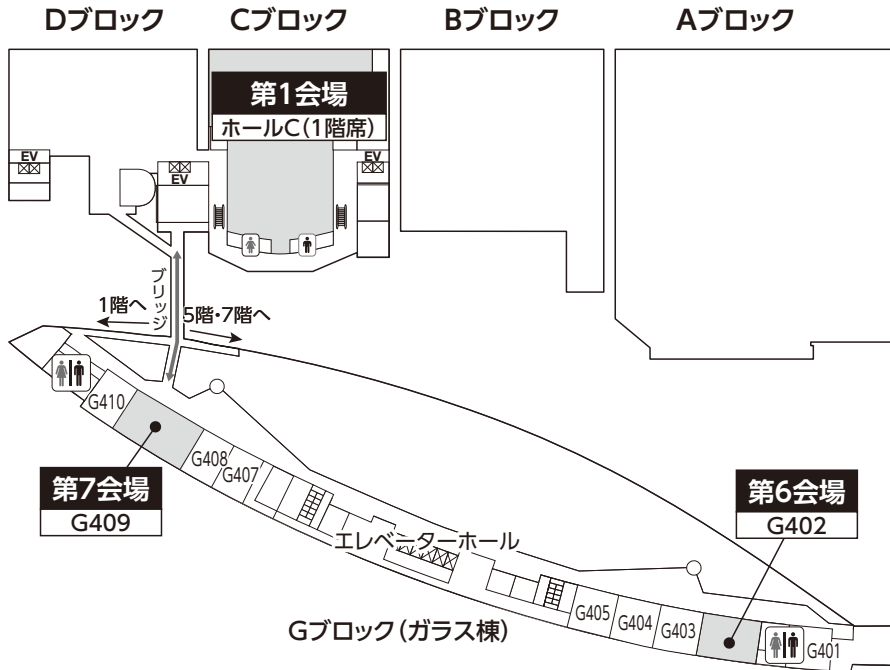 Dブロック
Cブロック
Bブロック
Aブロック
第1会場
ホールC(1階席)
EV
EV
EV
ブリッジ
1階へ
5階・7階へ
G410
G408
G407
第7会場
G409
エレベーターホール
第6会場
G402
G405
G404
G403
G401
Gブロック(ガラス棟)